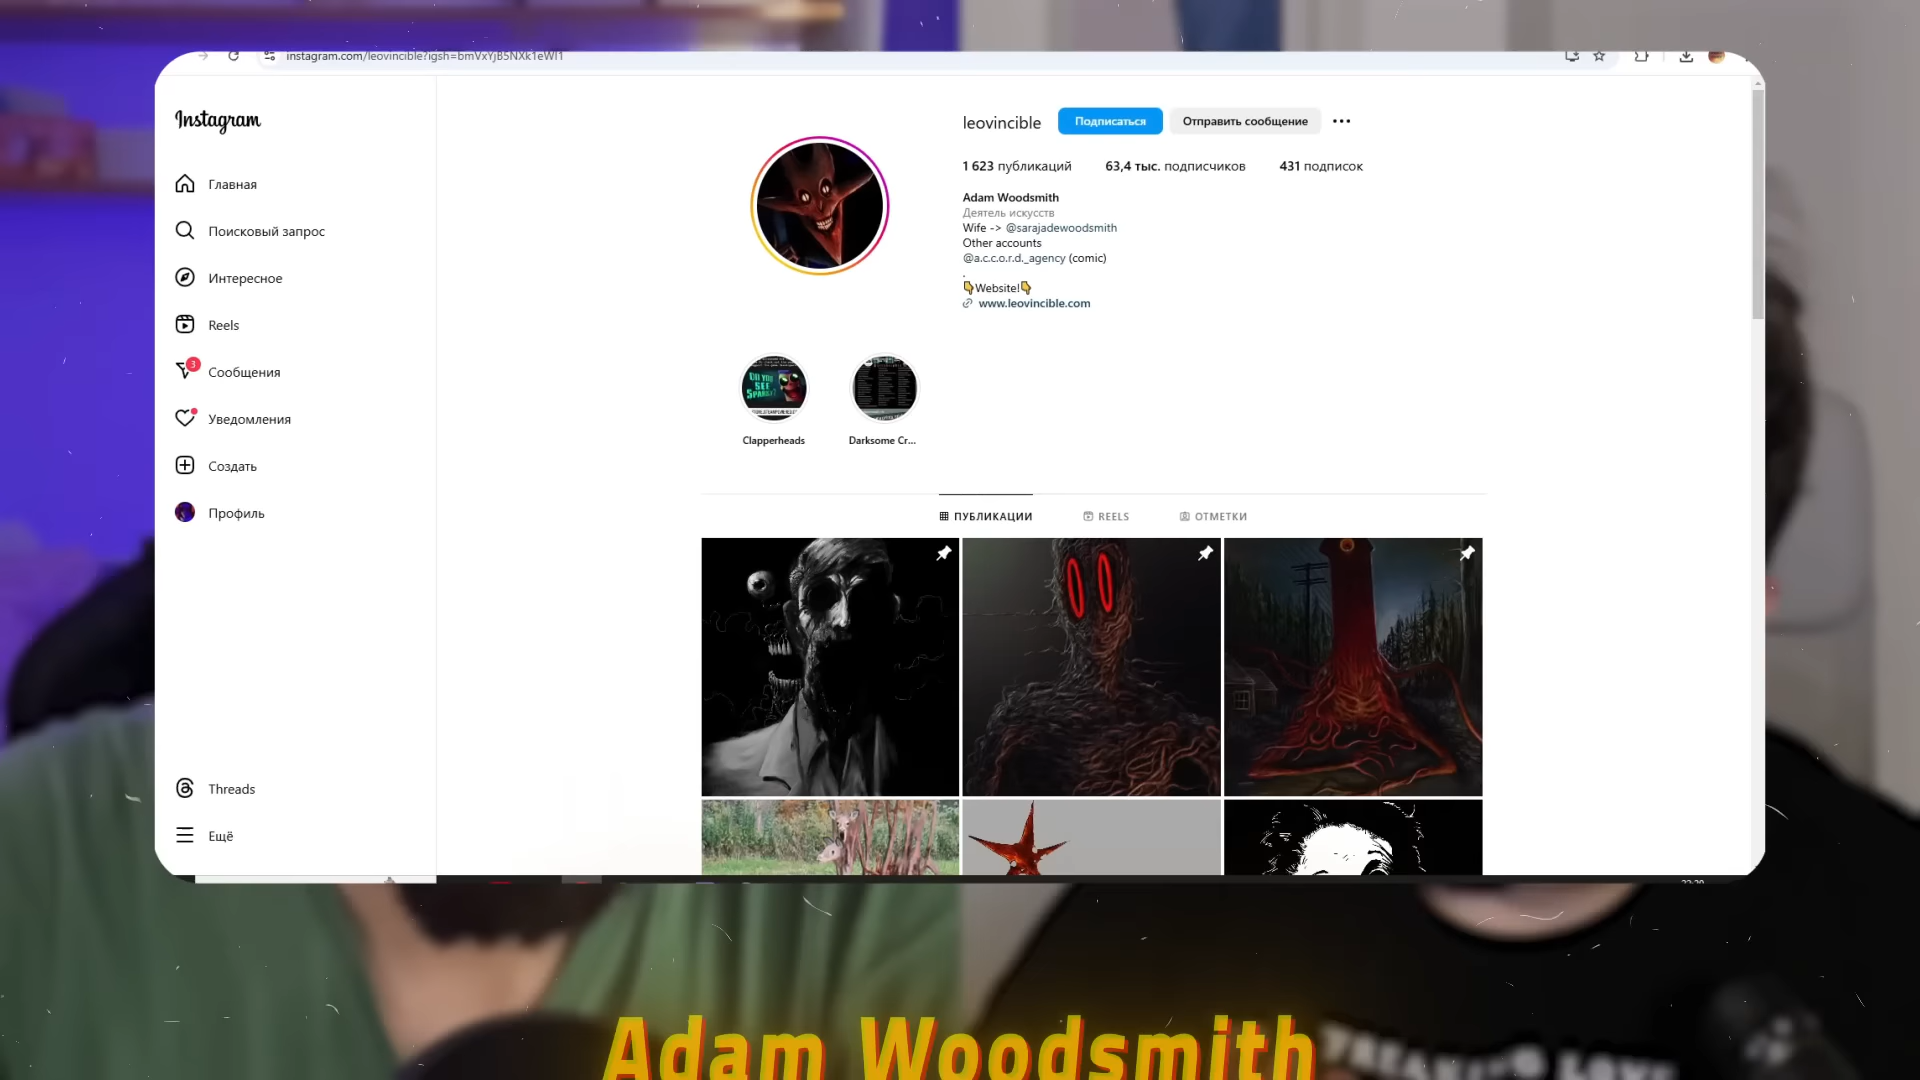 instagram.com/leovincible?igsh=bmVxYjB5NXk1eWl1
Instagram
leovincible
Подписаться
Отправить сообщение
1 623 публикаций
63,4 тыс. подписчиков
431 подписок
Adam Woodsmith
Деятель искусств
Wife -> @sarajadewoodsmith
Other accounts
@a.c.c.o.r.d._agency (comic)
.
👇Website!👇
www.leovincible.com
Главная
Поисковый запрос
Интересное
Reels
3
Сообщения
Уведомления
Создать
Профиль
Threads
Ещё
Clapperheads
Darksome Cr...
ПУБЛИКАЦИИ
REELS
ОТМЕТКИ
Adam Woodsmith